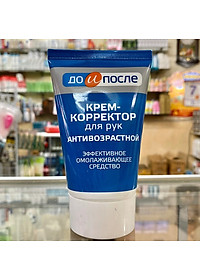 до и после
КРЕМ-
КОРРЕКТОР
для рук
АНТИВОЗРАСТНОЙ
ЭФФЕКТИВНОЕ
ОМОЛАЖИВАЮЩЕЕ
СРЕДСТВО